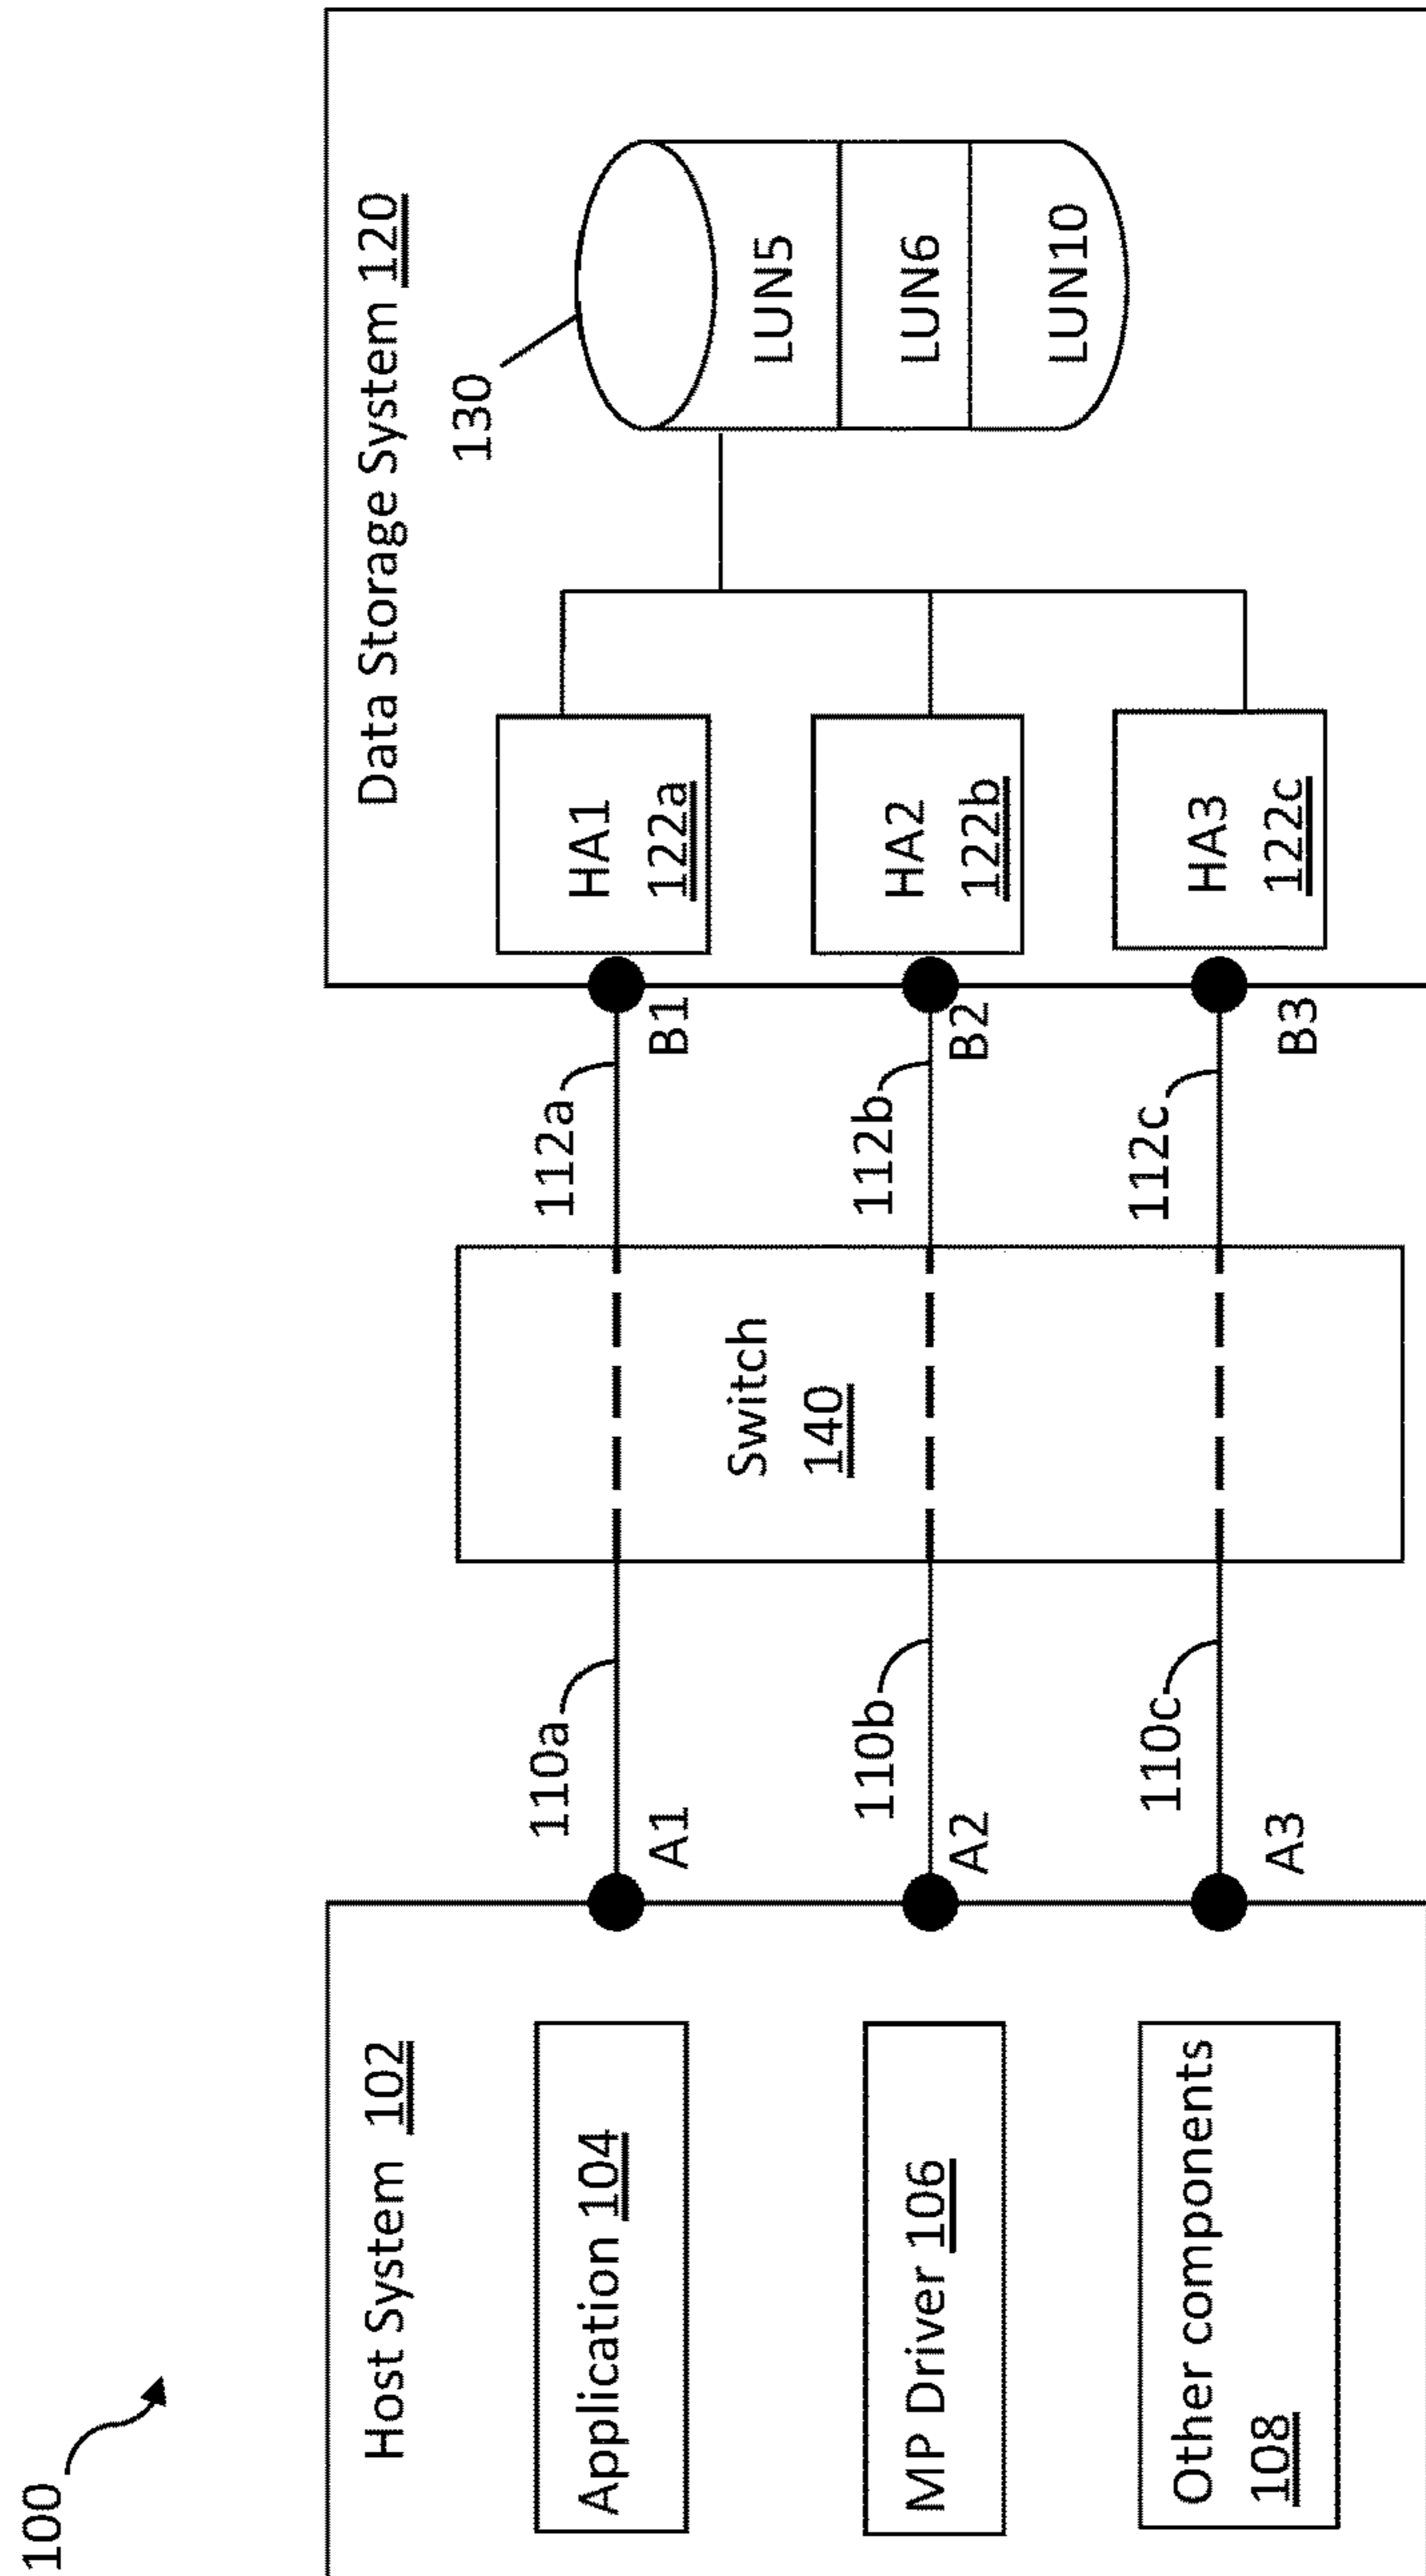 100
Host System 102
Application 104
MP Driver 106
Other components
108
A1
A2
A3
110a
110b
110c
Switch
140
112a
112b
112c
B1
B2
B3
Data Storage System 120
HA1
122a
HA2
122b
HA3
122c
130
LUN5
LUN6
LUN10